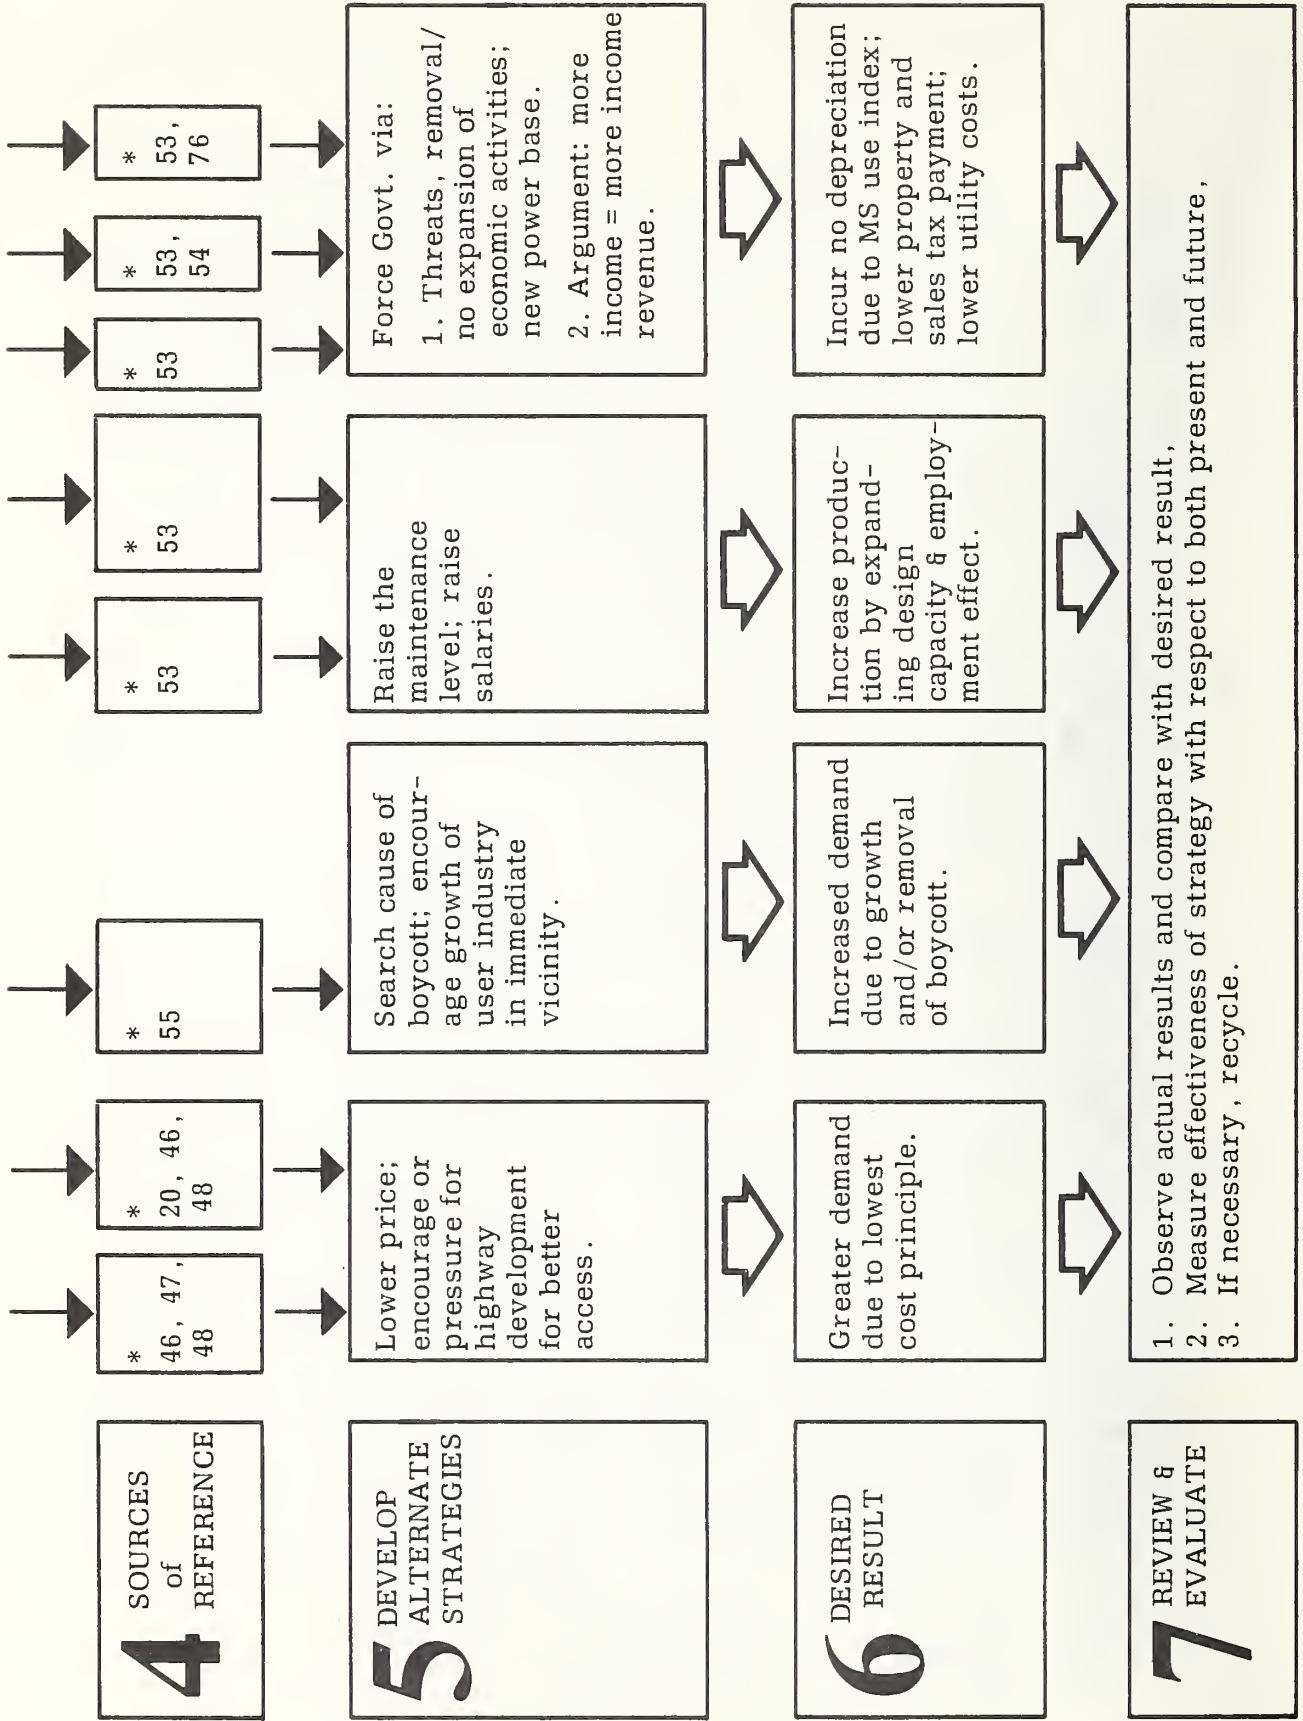 4 SOURCES
of
REFERENCE
*
46, 47,
48
*
20, 46,
48
*
55
*
53
*
53
*
53
*
53,
54
*
53,
76
5 DEVELOP
ALTERNATE
STRATEGIES
Lower price;
encourage or
pressure for
highway
development
for better
access.
Search cause of
boycott; encour-
age growth of
user industry
in immediate
vicinity.
Raise the
maintenance
level; raise
salaries.
Force Govt. via:
1. Threats, removal/
no expansion of
economic activities;
new power base.
2. Argument: more
income = more income
revenue.
6 DESIRED
RESULT
Greater demand
due to lowest
cost principle.
Increased demand
due to growth
and/or removal
of boycott.
Increase produc-
tion by expand-
ing design
capacity & employ-
ment effect.
Incur no depreciation
due to MS use index;
lower property and
sales tax payment;
lower utility costs.
7 REVIEW &
EVALUATE
1. Observe actual results and compare with desired result,
2. Measure effectiveness of strategy with respect to both present and future,
3. If necessary, recycle.